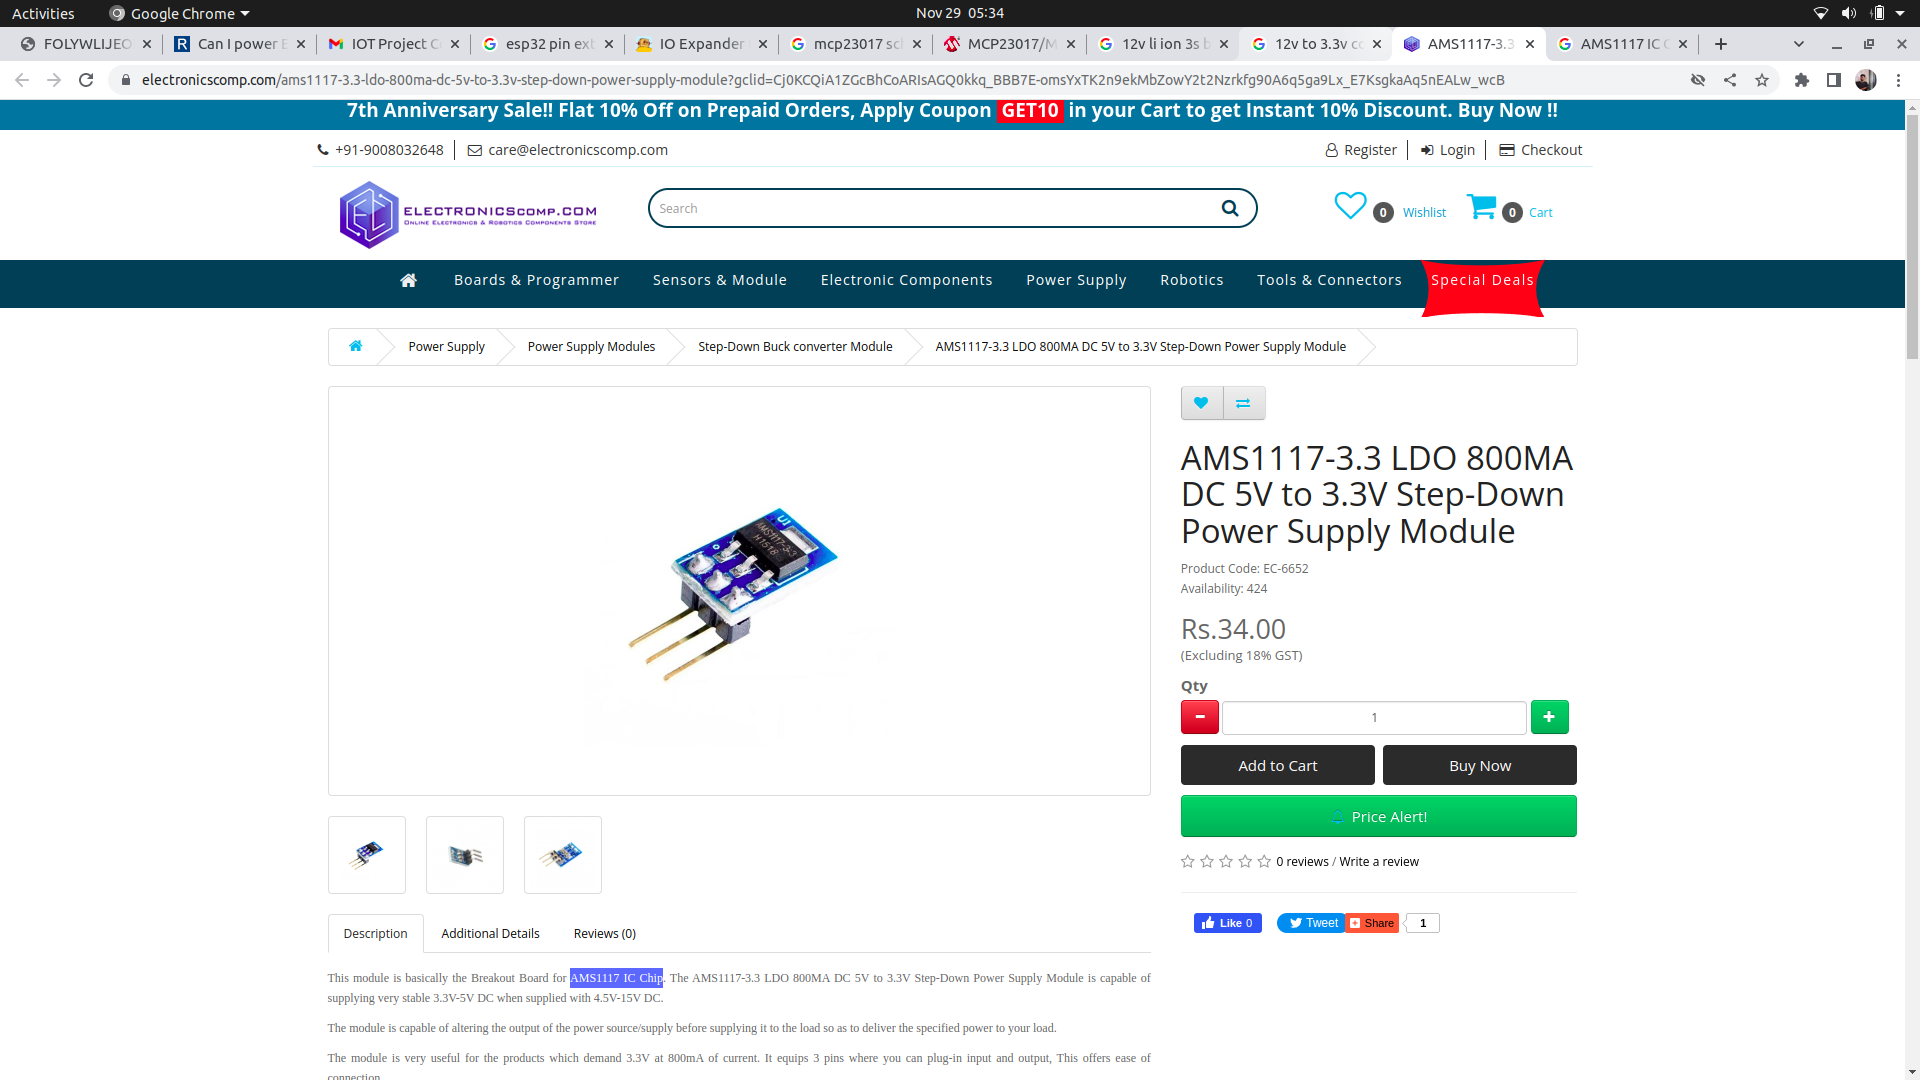 Activities
Google Chrome
Nov 29 05:34
FOLYWLIJEO
Can I power E
IOT Project C
esp32 pin ext
IO Expander
mcp23017 sc
MCP23017/M
12v li ion 3s b
12v to 3.3v co
AMS1117-3.3
AMS1117 IC C
electronicscomp.com/ams1117-3.3-ldo-800ma-dc-5v-to-3.3v-step-down-power-supply-module?gclid=Cj0KCQiA1ZGcBhCoARIsAGQ0kkq_BBB7E-omsYxTK2n9ekMbZowY2t2Nzrkfg90A6q5ga9Lx_E7KsgkaAq5nEALw_wcB
7th Anniversary Sale!! Flat 10% Off on Prepaid Orders, Apply Coupon GET10 in your Cart to get Instant 10% Discount. Buy Now !!
+91-9008032648
care@electronicscomp.com
Register
Login
Checkout
ELECTRONICSCOMP.COM
Online Electronics & Robotics Components Store
Search
0 Wishlist
0 Cart
Boards & Programmer
Sensors & Module
Electronic Components
Power Supply
Robotics
Tools & Connectors
Special Deals
Power Supply
Power Supply Modules
Step-Down Buck converter Module
AMS1117-3.3 LDO 800MA DC 5V to 3.3V Step-Down Power Supply Module
U1
AMS1117-3.3
AMS1117-3.3 LDO 800MA
DC 5V to 3.3V Step-Down
Power Supply Module
Product Code: EC-6652
Availability: 424
Rs.34.00
(Excluding 18% GST)
Qty
1
Add to Cart
Buy Now
Price Alert!
0 reviews / Write a review
Like 0
Tweet
Share
1
Description
Additional Details
Reviews (0)
This module is basically the Breakout Board for AMS1117 IC Chip. The AMS1117-3.3 LDO 800MA DC 5V to 3.3V Step-Down Power Supply Module is capable of
supplying very stable 3.3V-5V DC when supplied with 4.5V-15V DC.
The module is capable of altering the output of the power source/supply before supplying it to the load so as to deliver the specified power to your load.
The module is very useful for the products which demand 3.3V at 800mA of current. It equips 3 pins where you can plug-in input and output, This offers ease of
connection.